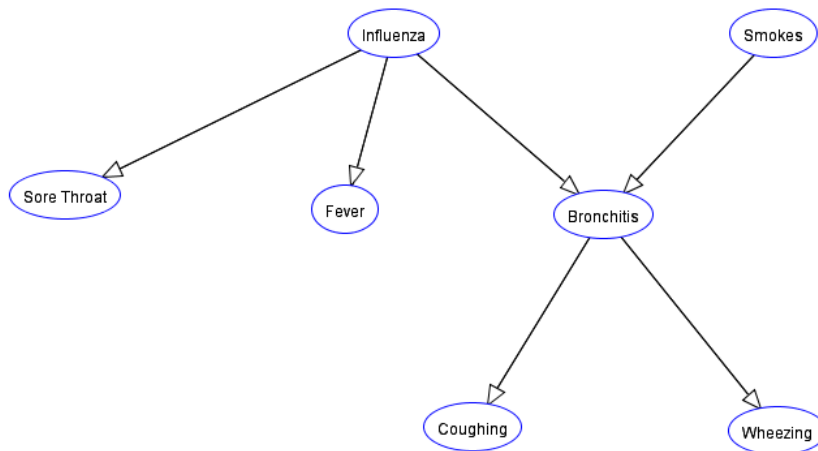 Influenza
Smokes
Sore Throat
Fever
Bronchitis
Coughing
Wheezing